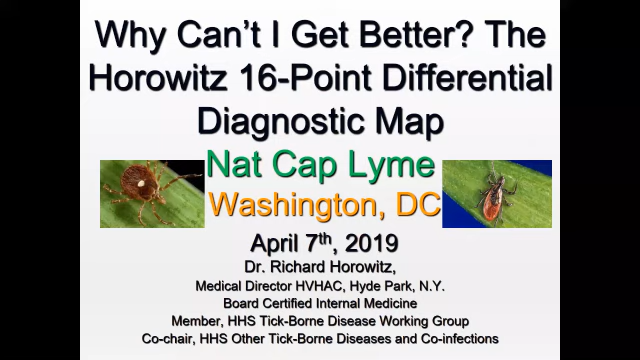 Why Can't I Get Better? The
Horowitz 16-Point Differential
Diagnostic Map
Nat Cap Lyme
Washington, DC
April 7th, 2019
Dr. Richard Horowitz,
Medical Director HVHAC, Hyde Park, N.Y.
Board Certified Internal Medicine
Member, HHS Tick-Borne Disease Working Group
Co-chair, HHS Other Tick-Borne Diseases and Co-infections